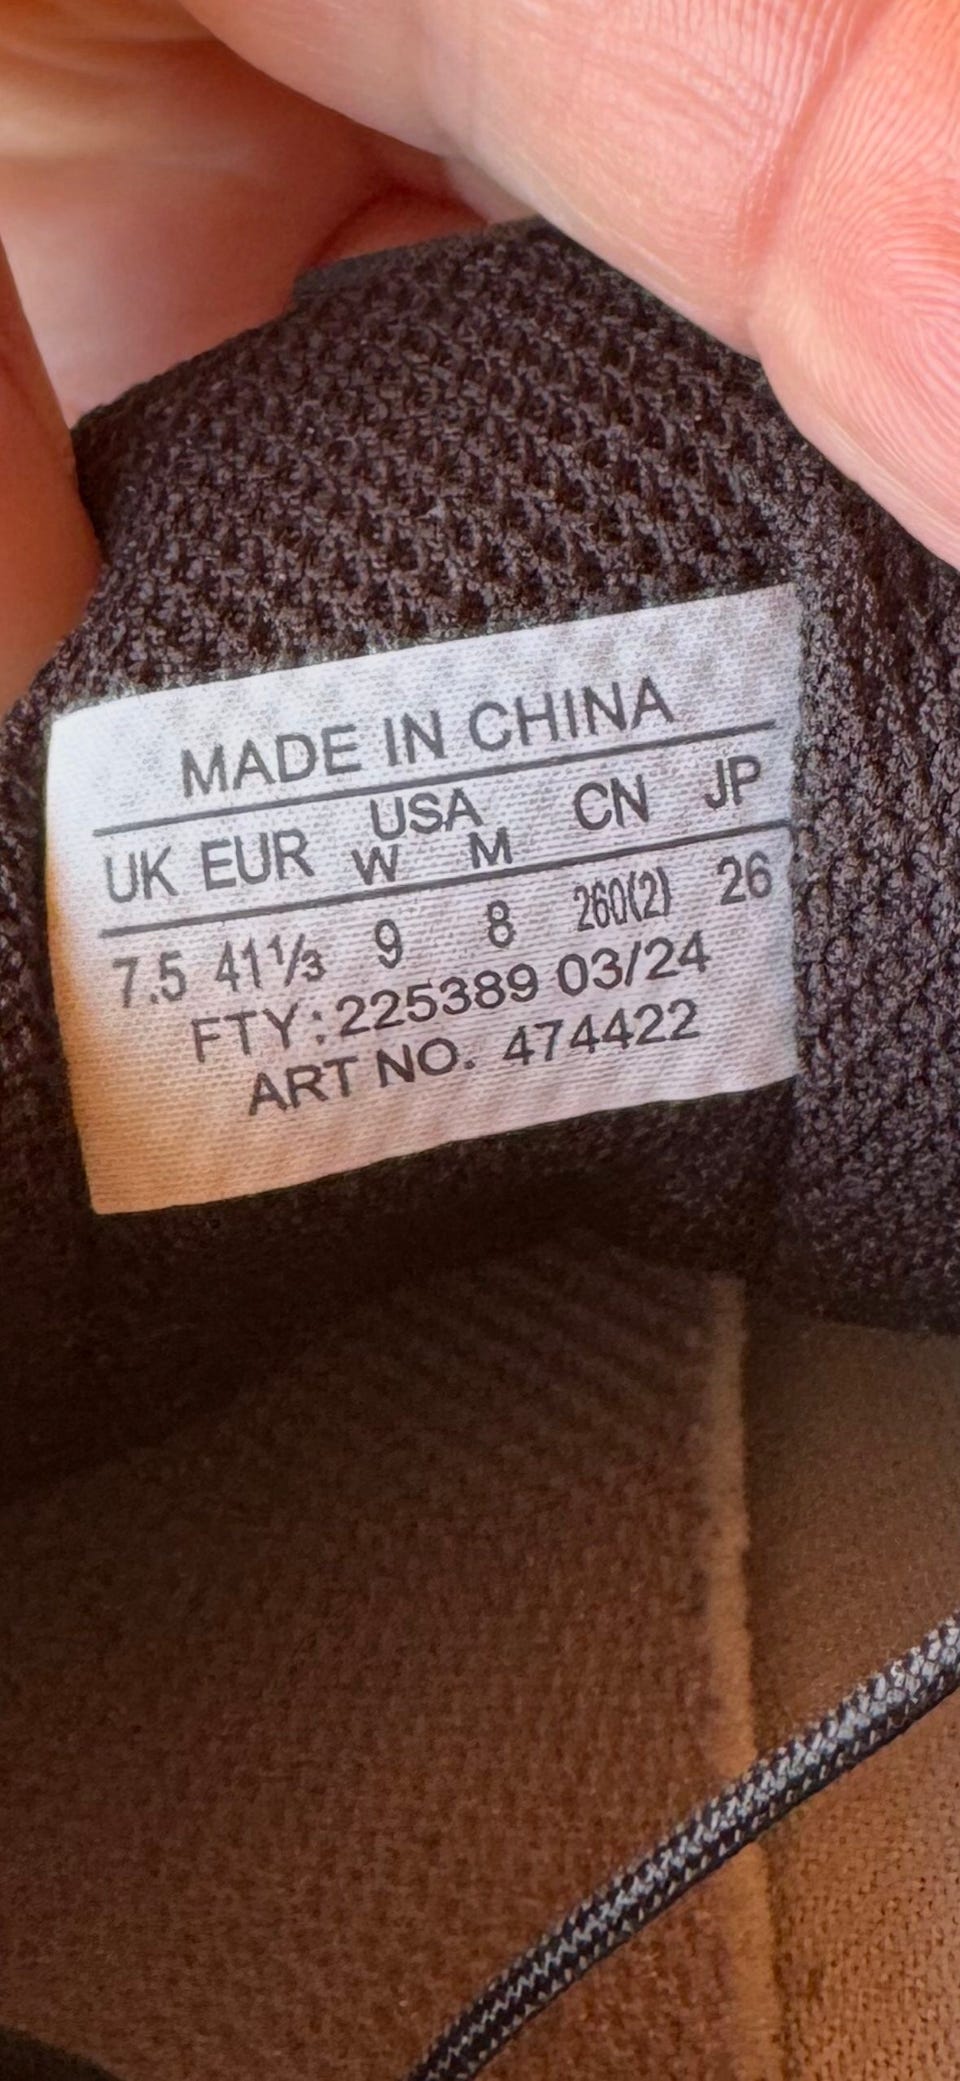 MADE IN CHINA
UK EUR USA CN JP
W M
7.5 41⅓ 9 8 260(2) 26
FTY: 225389 03/24
ART NO. 474422